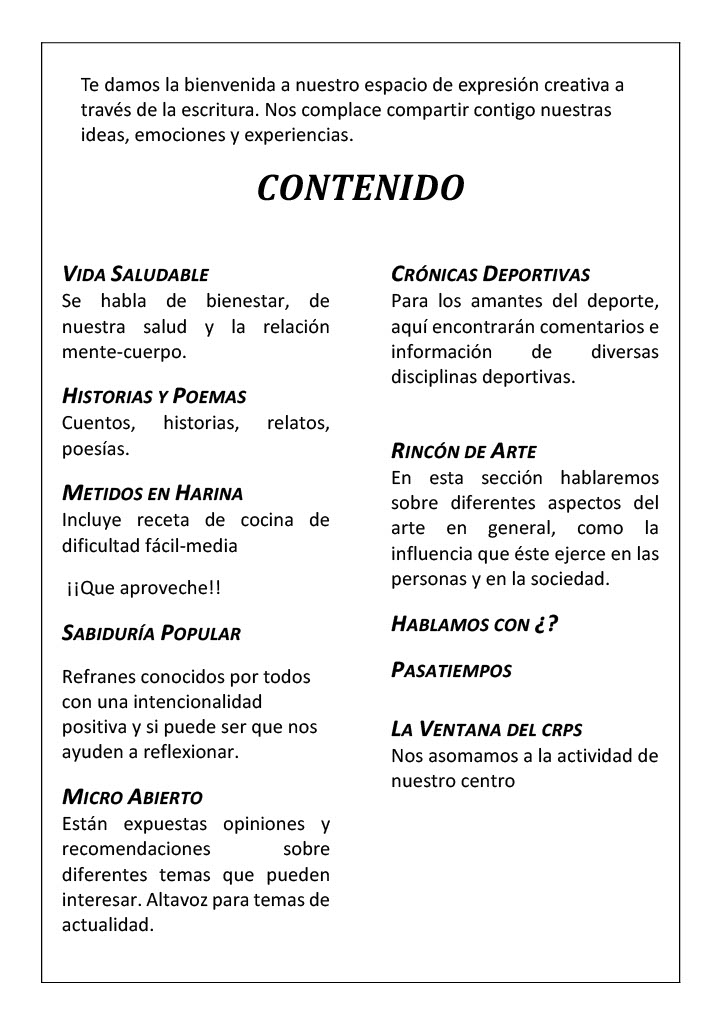 Te damos la bienvenida a nuestro espacio de expresión creativa a
través de la escritura. Nos complace compartir contigo nuestras
ideas, emociones y experiencias.
CONTENIDO
VIDA SALUDABLE
Se habla de bienestar, de
nuestra salud y la relación
mente-cuerpo.
HISTORIAS Y POEMAS
Cuentos, historias, relatos,
poesías.
METIDOS EN HARINA
Incluye receta de cocina de
dificultad fácil-media
¡¡Que aproveche!!
SABIDURÍA POPULAR
Refranes conocidos por todos
con una intencionalidad
positiva y si puede ser que nos
ayuden a reflexionar.
MICRO ABIERTO
Están expuestas opiniones y
recomendaciones sobre
diferentes temas que pueden
interesar. Altavoz para temas de
actualidad.
CRÓNICAS DEPORTIVAS
Para los amantes del deporte,
aquí encontrarán comentarios e
información de diversas
disciplinas deportivas.
RINCÓN DE ARTE
En esta sección hablaremos
sobre diferentes aspectos del
arte en general, como la
influencia que éste ejerce en las
personas y en la sociedad.
HABLAMOS CON ¿?
PASATIEMPOS
LA VENTANA DEL CRPS
Nos asomamos a la actividad de
nuestro centro